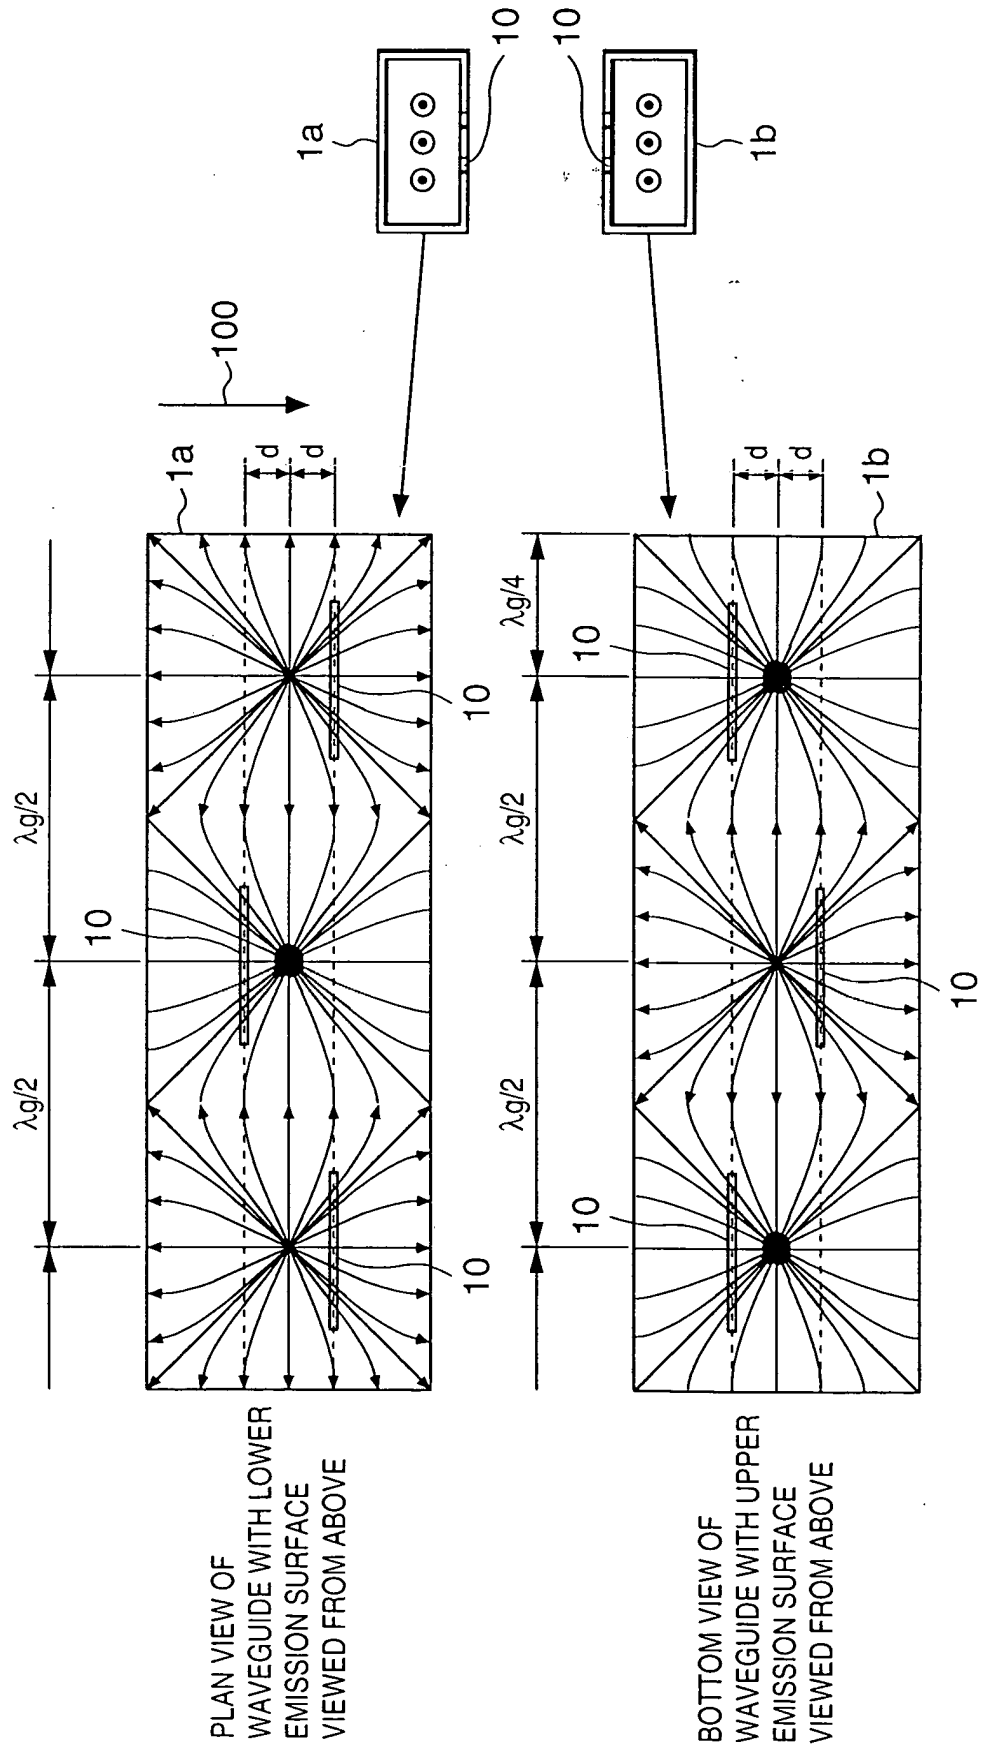 PLAN VIEW OF
WAVEGUIDE WITH LOWER
EMISSION SURFACE
VIEWED FROM ABOVE
λg/2
λg/2
10
10
10
1a
d
d
100
1a
10
BOTTOM VIEW OF
WAVEGUIDE WITH UPPER
EMISSION SURFACE
VIEWED FROM ABOVE
λg/2
λg/2
λg/4
10
10
10
1b
d
d
10
1b